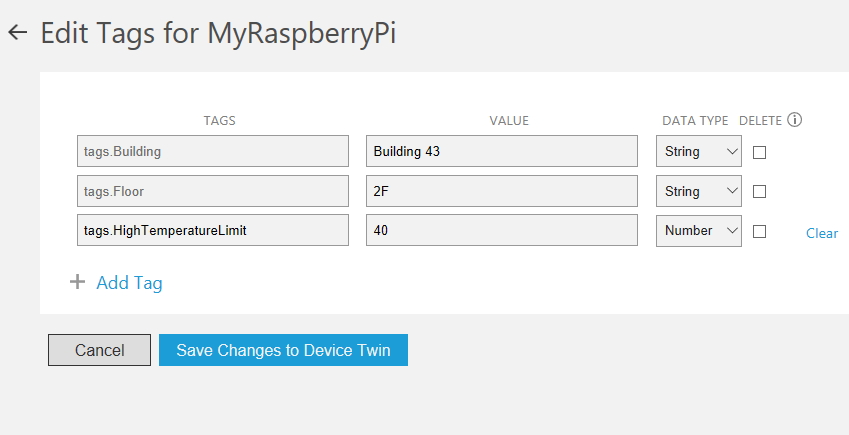 Edit Tags for MyRaspberryPi
TAGS VALUE DATA TYPE DELETE
tags.Building Building 43 String
tags.Floor 2F String
tags.HighTemperatureLimit 40 Number Clear
Add Tag
Cancel Save Changes to Device Twin